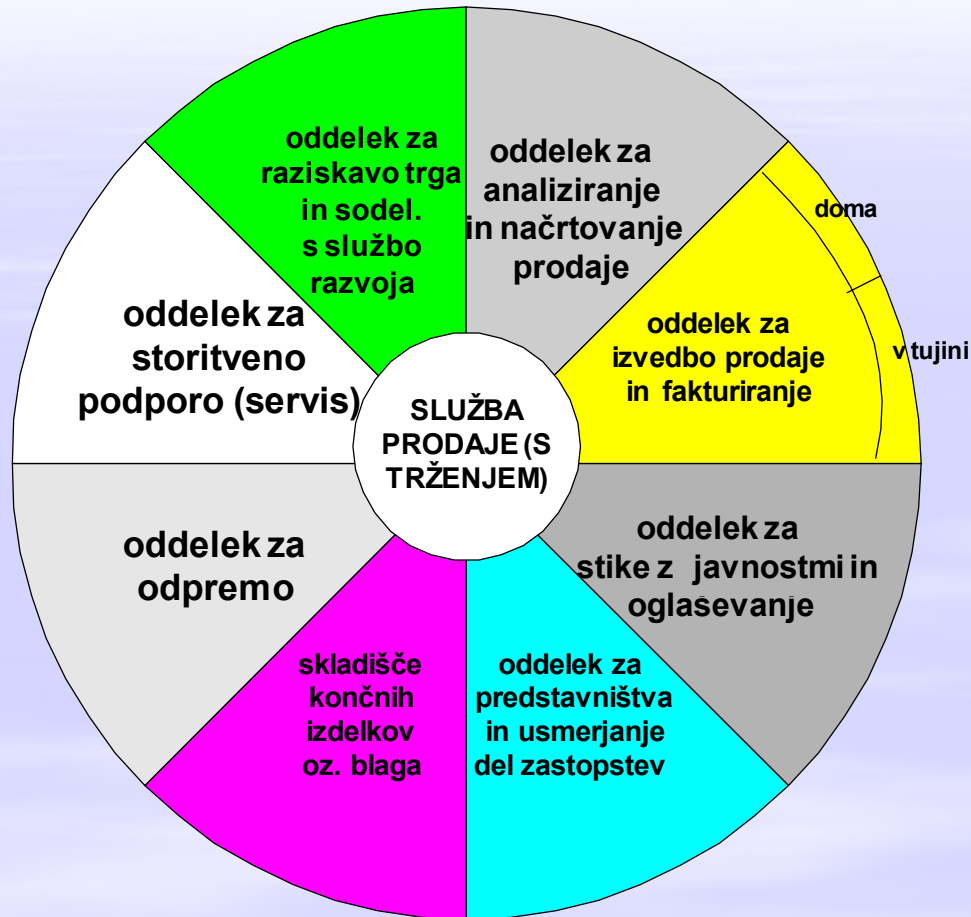 oddelek za
raziskavo trga
in sodel.
s službo
razvoja
oddelek za
analiziranje
in načrtovanje
prodaje
doma
v tujini
oddelek za
izvedbo prodaje
in fakturiranje
oddelek za
storitveno
podporo (servis)
SLUŽBA
PRODAJE (S
TRŽENJEM)
oddelek za
stike z javnostmi in
oglaševanje
oddelek za
odpremo
skladišče
končnih
izdelkov
oz. blaga
oddelek za
predstavništva
in usmerjanje
del zastopstev